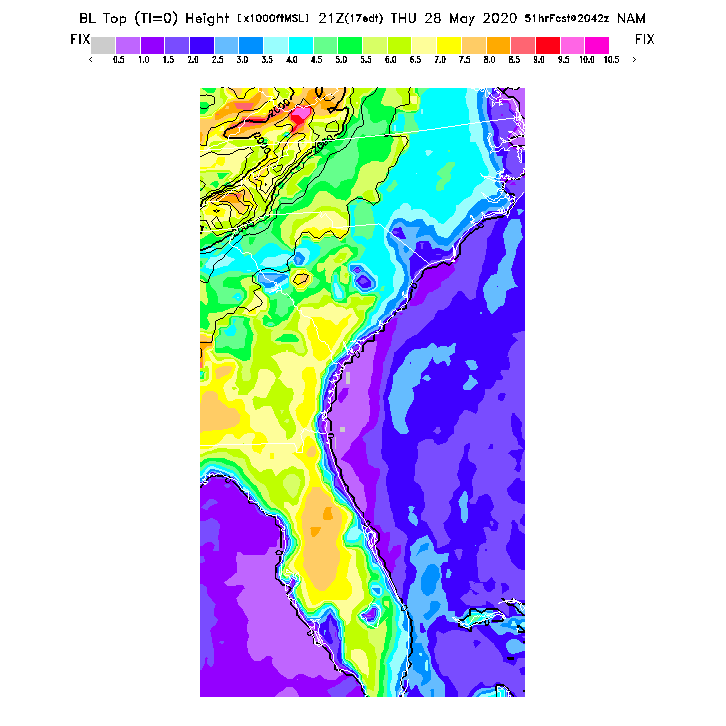 BL Top (TI=0) Height [x1000ftMSL] 21Z(17edt) THU 28 May 2020 51hrFcst@2042z NAM
FIX FIX
< 0.5 1.0 1.5 2.0 2.5 3.0 3.5 4.0 4.5 5.0 5.5 6.0 6.5 7.0 7.5 8.0 8.5 9.0 9.5 10.0 10.5 >
2000
2000